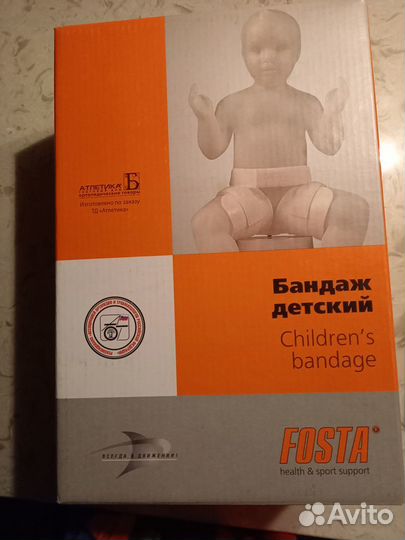 АТЛЕТИКА
ортопедические товары
Изготовлено по заказу
ТД «Атлетика»
Бандаж
детский
Children's
bandage
ВСЕГДА В ДВИЖЕНИИ!
FOSTA®
health & sport support
Avito